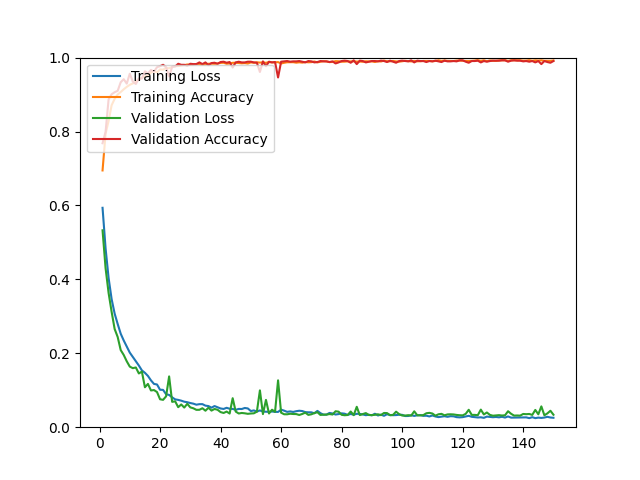 1.0
0.8
0.6
0.4
0.2
0.0
0 20 40 60 80 100 120 140
Training Loss
Training Accuracy
Validation Loss
Validation Accuracy